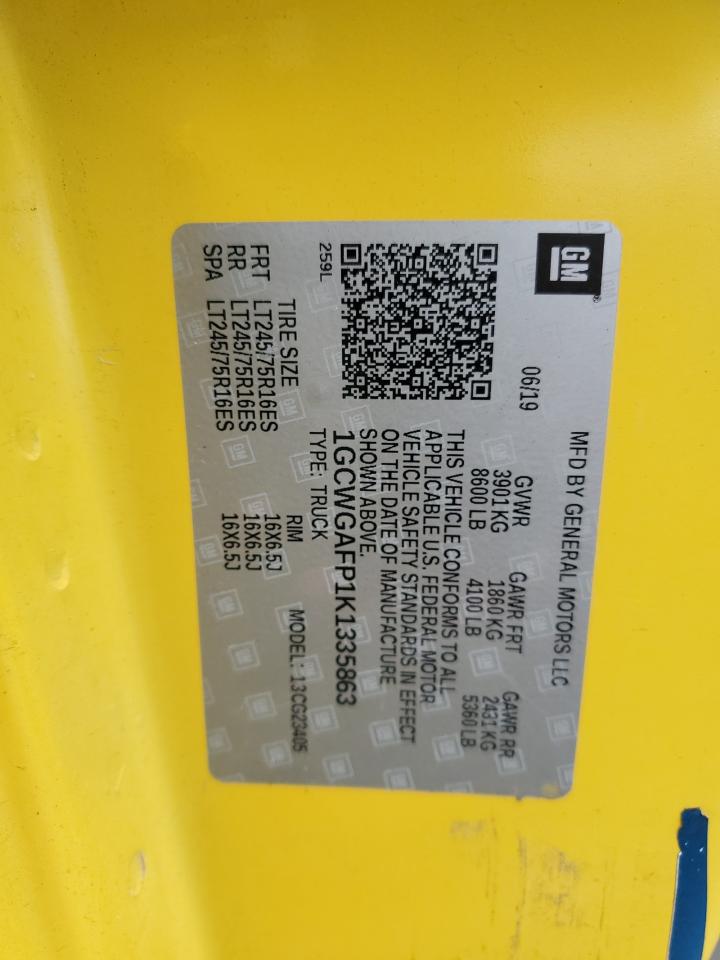 GM
MFD BY GENERAL MOTORS LLC
06/19 GVWR GAWR FRT GAWR RR
3901 KG 1860 KG 2431 KG
8600 LB 4100 LB 5360 LB
THIS VEHICLE CONFORMS TO ALL
APPLICABLE U.S. FEDERAL MOTOR
VEHICLE SAFETY STANDARDS IN EFFECT
ON THE DATE OF MANUFACTURE
SHOWN ABOVE.
1GCWGAFP1K1335863
259L TYPE: TRUCK MODEL: 13CG23405
TIRE SIZE RIM
FRT LT245/75R16ES 16X6.5J
RR LT245/75R16ES 16X6.5J
SPA LT245/75R16ES 16X6.5J